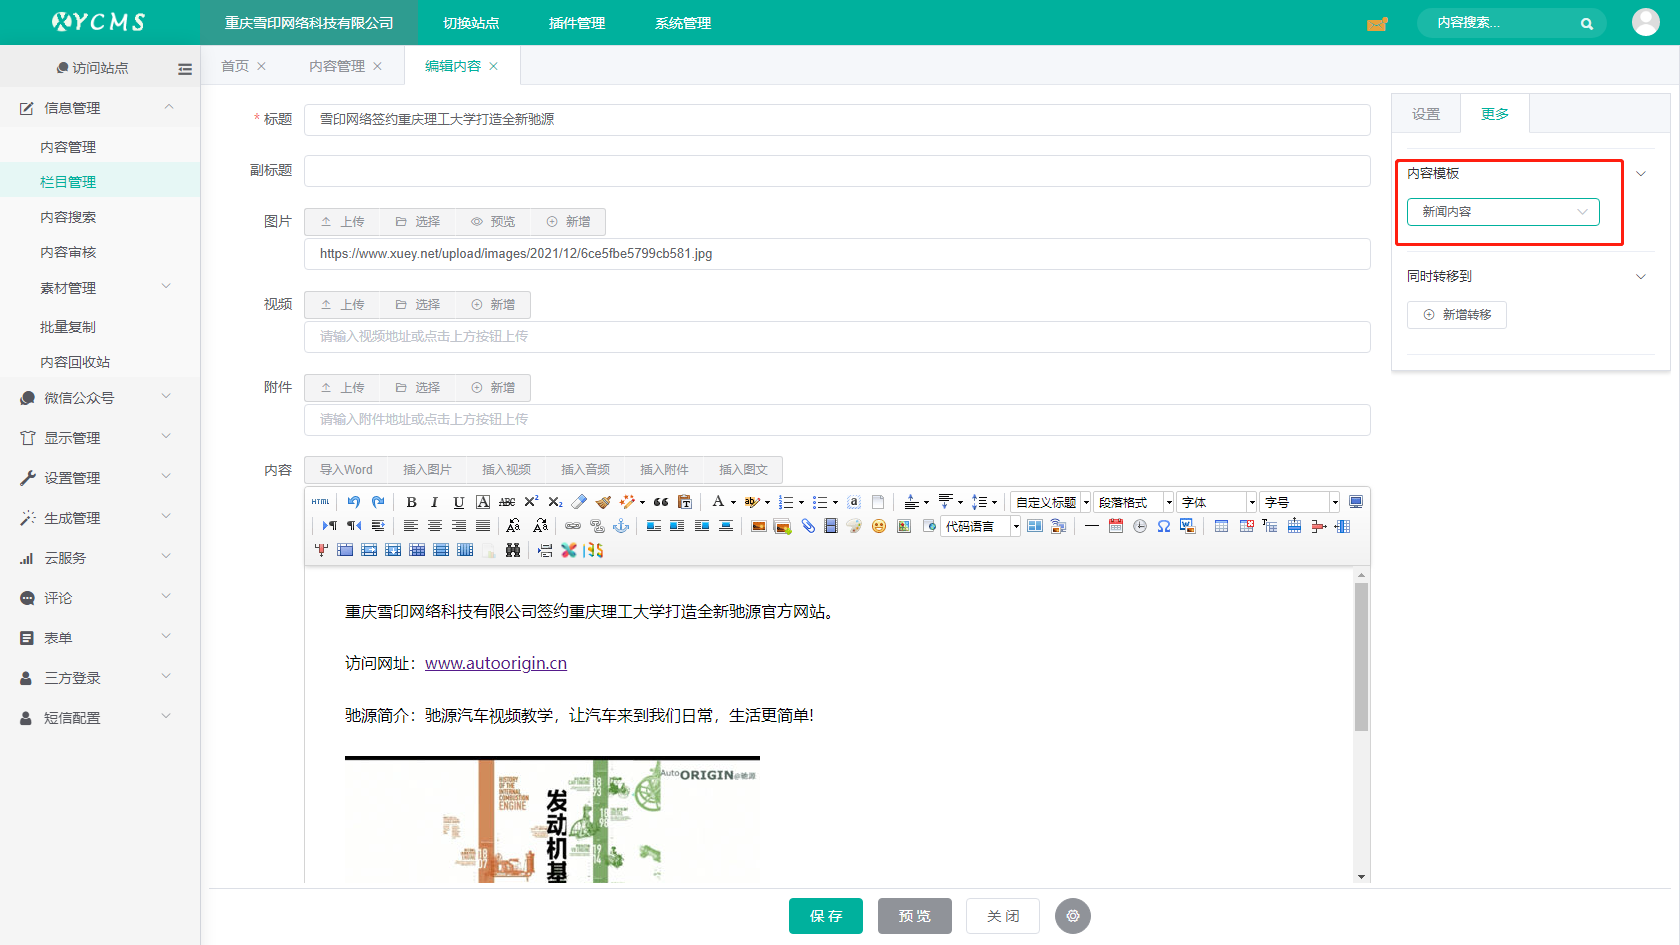 XYCMS
重庆雪印网络科技有限公司
切换站点
插件管理
系统管理
内容搜索...
访问站点
首页
内容管理
编辑内容
信息管理
内容管理
栏目管理
内容搜索
内容审核
素材管理
批量复制
内容回收站
微信公众号
显示管理
设置管理
生成管理
云服务
评论
表单
三方登录
短信配置
* 标题
雪印网络签约重庆理工大学打造全新驰源
副标题
图片
上传
选择
预览
新增
https://www.xuey.net/upload/images/2021/12/6ce5fbe5799cb581.jpg
视频
上传
选择
新增
请输入视频地址或点击上方按钮上传
附件
上传
选择
新增
请输入附件地址或点击上方按钮上传
内容
导入Word
插入图片
插入视频
插入音频
插入附件
插入图文
HTML
自定义标题
段落格式
字体
字号
代码语言
重庆雪印网络科技有限公司签约重庆理工大学打造全新驰源官方网站。
访问网址：www.autoorigin.cn
驰源简介：驰源汽车视频教学，让汽车来到我们日常，生活更简单!
AutoORIGIN@驰源
HISTORY
OF THE
INTERNAL
COMBUSTION
ENGINE
发动机基
保存
预览
关闭
设置
更多
内容模板
新闻内容
同时转移到
新增转移